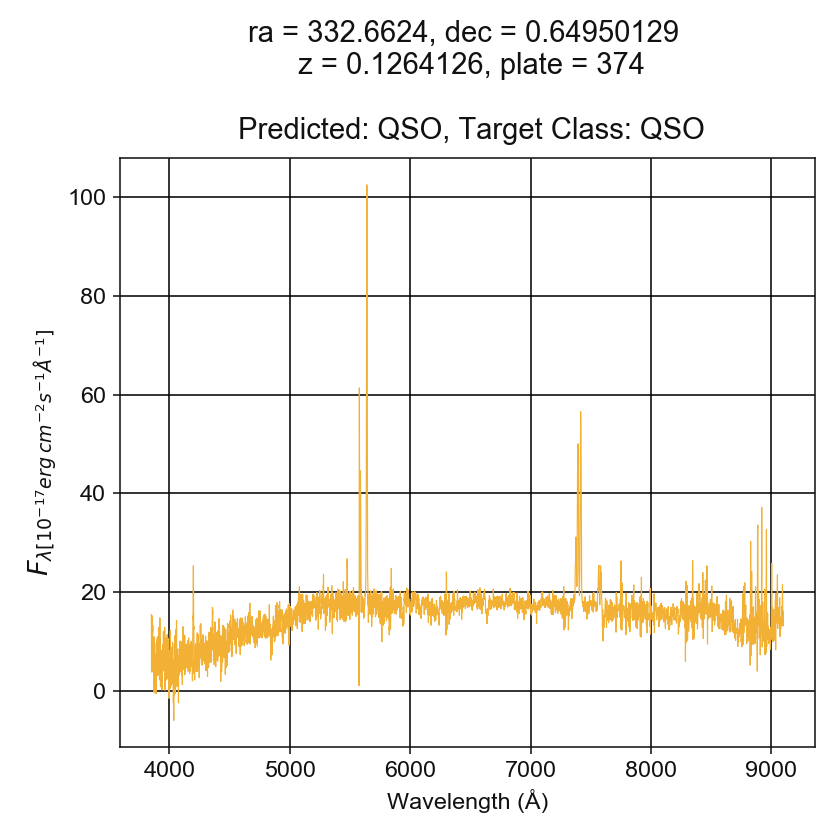 ra = 332.6624, dec = 0.64950129
z = 0.1264126, plate = 374
Predicted: QSO, Target Class: QSO
100
80
60
40
20
0
F_{λ[10^{-17} erg cm^{-2} s^{-1} Å^{-1}]}
4000 5000 6000 7000 8000 9000
Wavelength (Å)